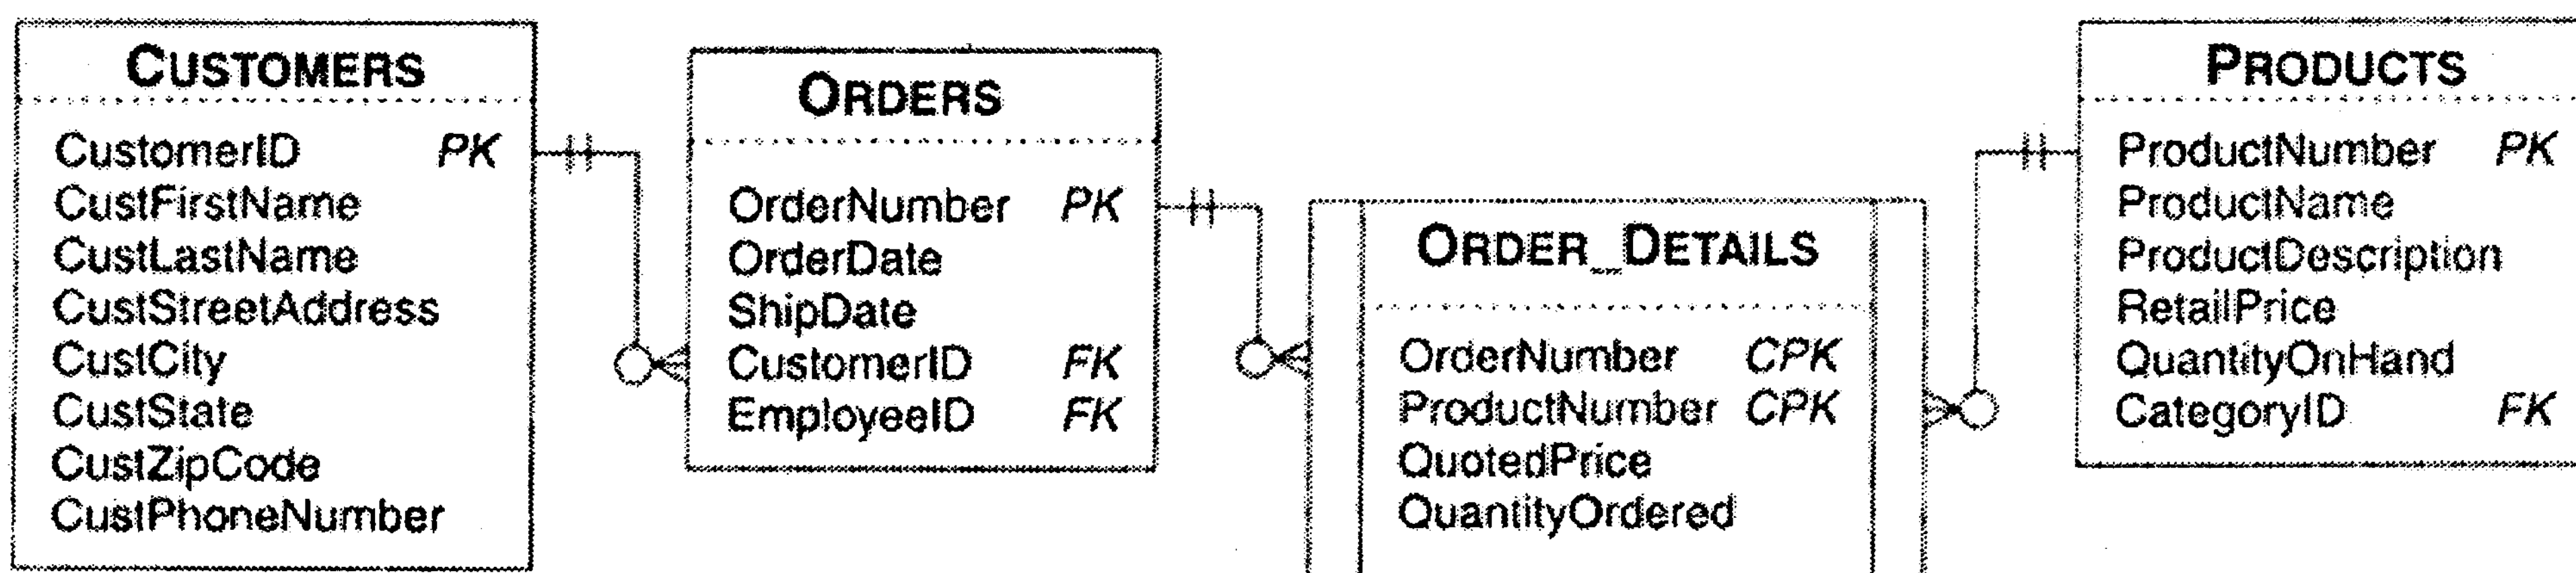 CUSTOMERS
CustomerID PK
CustFirstName
CustLastName
CustStreetAddress
CustCity
CustState
CustZipCode
CustPhoneNumber
ORDERS
OrderNumber PK
OrderDate
ShipDate
CustomerID FK
EmployeeID FK
ORDER_DETAILS
OrderNumber CPK
ProductNumber CPK
QuotedPrice
QuantityOrdered
PRODUCTS
ProductNumber PK
ProductName
ProductDescription
RetailPrice
QuantityOnHand
CategoryID FK